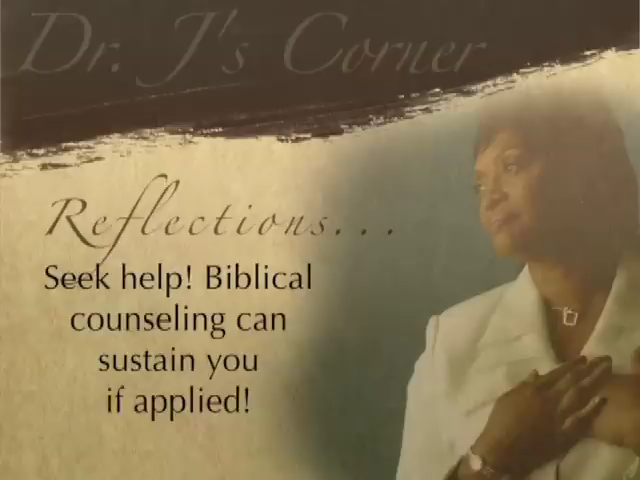 Dr. J's Corner
Reflections...
Seek help! Biblical
counseling can
sustain you
if applied!